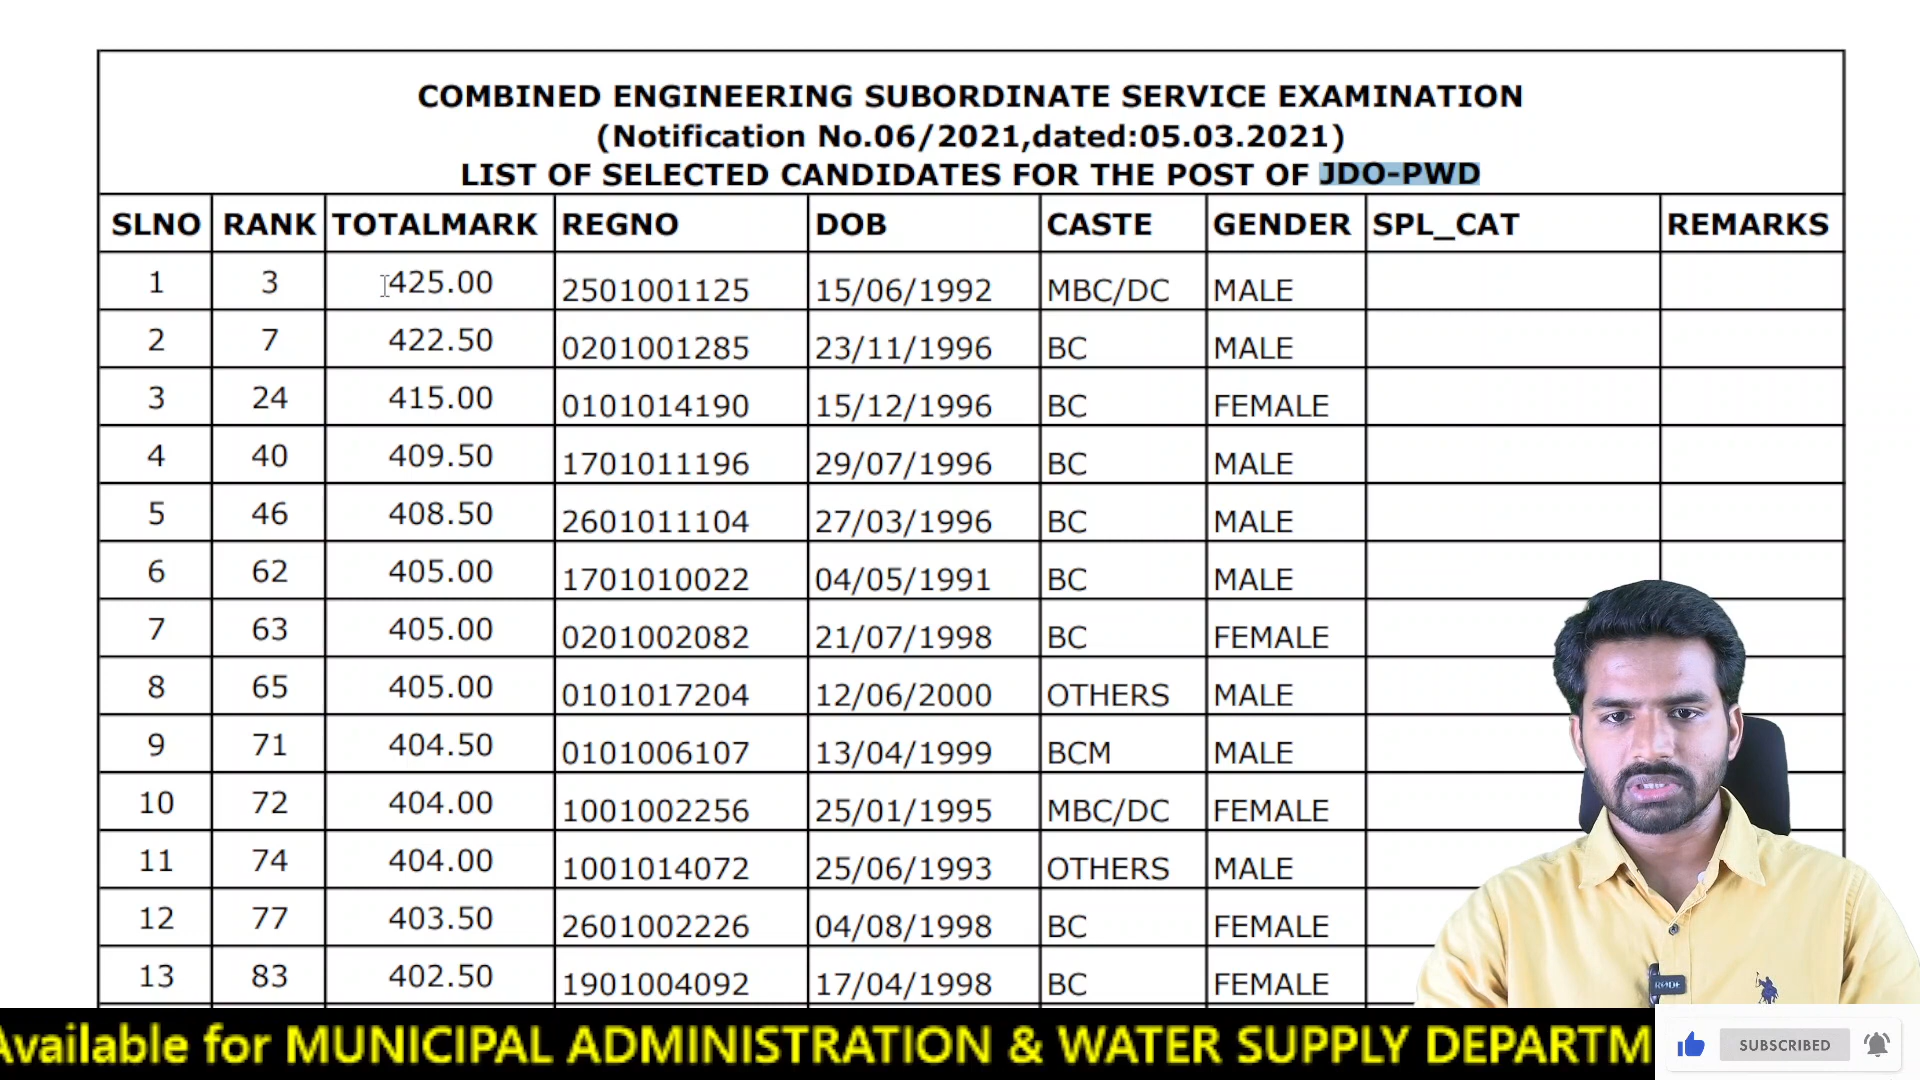 COMBINED ENGINEERING SUBORDINATE SERVICE EXAMINATION
(Notification No.06/2021,dated:05.03.2021)
LIST OF SELECTED CANDIDATES FOR THE POST OF JDO-PWD
SLNO RANK TOTALMARK REGNO DOB CASTE GENDER SPL_CAT REMARKS
1 3 425.00 2501001125 15/06/1992 MBC/DC MALE
2 7 422.50 0201001285 23/11/1996 BC MALE
3 24 415.00 0101014190 15/12/1996 BC FEMALE
4 40 409.50 1701011196 29/07/1996 BC MALE
5 46 408.50 2601011104 27/03/1996 BC MALE
6 62 405.00 1701010022 04/05/1991 BC MALE
7 63 405.00 0201002082 21/07/1998 BC FEMALE
8 65 405.00 0101017204 12/06/2000 OTHERS MALE
9 71 404.50 0101006107 13/04/1999 BCM MALE
10 72 404.00 1001002256 25/01/1995 MBC/DC FEMALE
11 74 404.00 1001014072 25/06/1993 OTHERS MALE
12 77 403.50 2601002226 04/08/1998 BC FEMALE
13 83 402.50 1901004092 17/04/1998 BC FEMALE
RØDE
Available for MUNICIPAL ADMINISTRATION & WATER SUPPLY DEPARTM
SUBSCRIBED